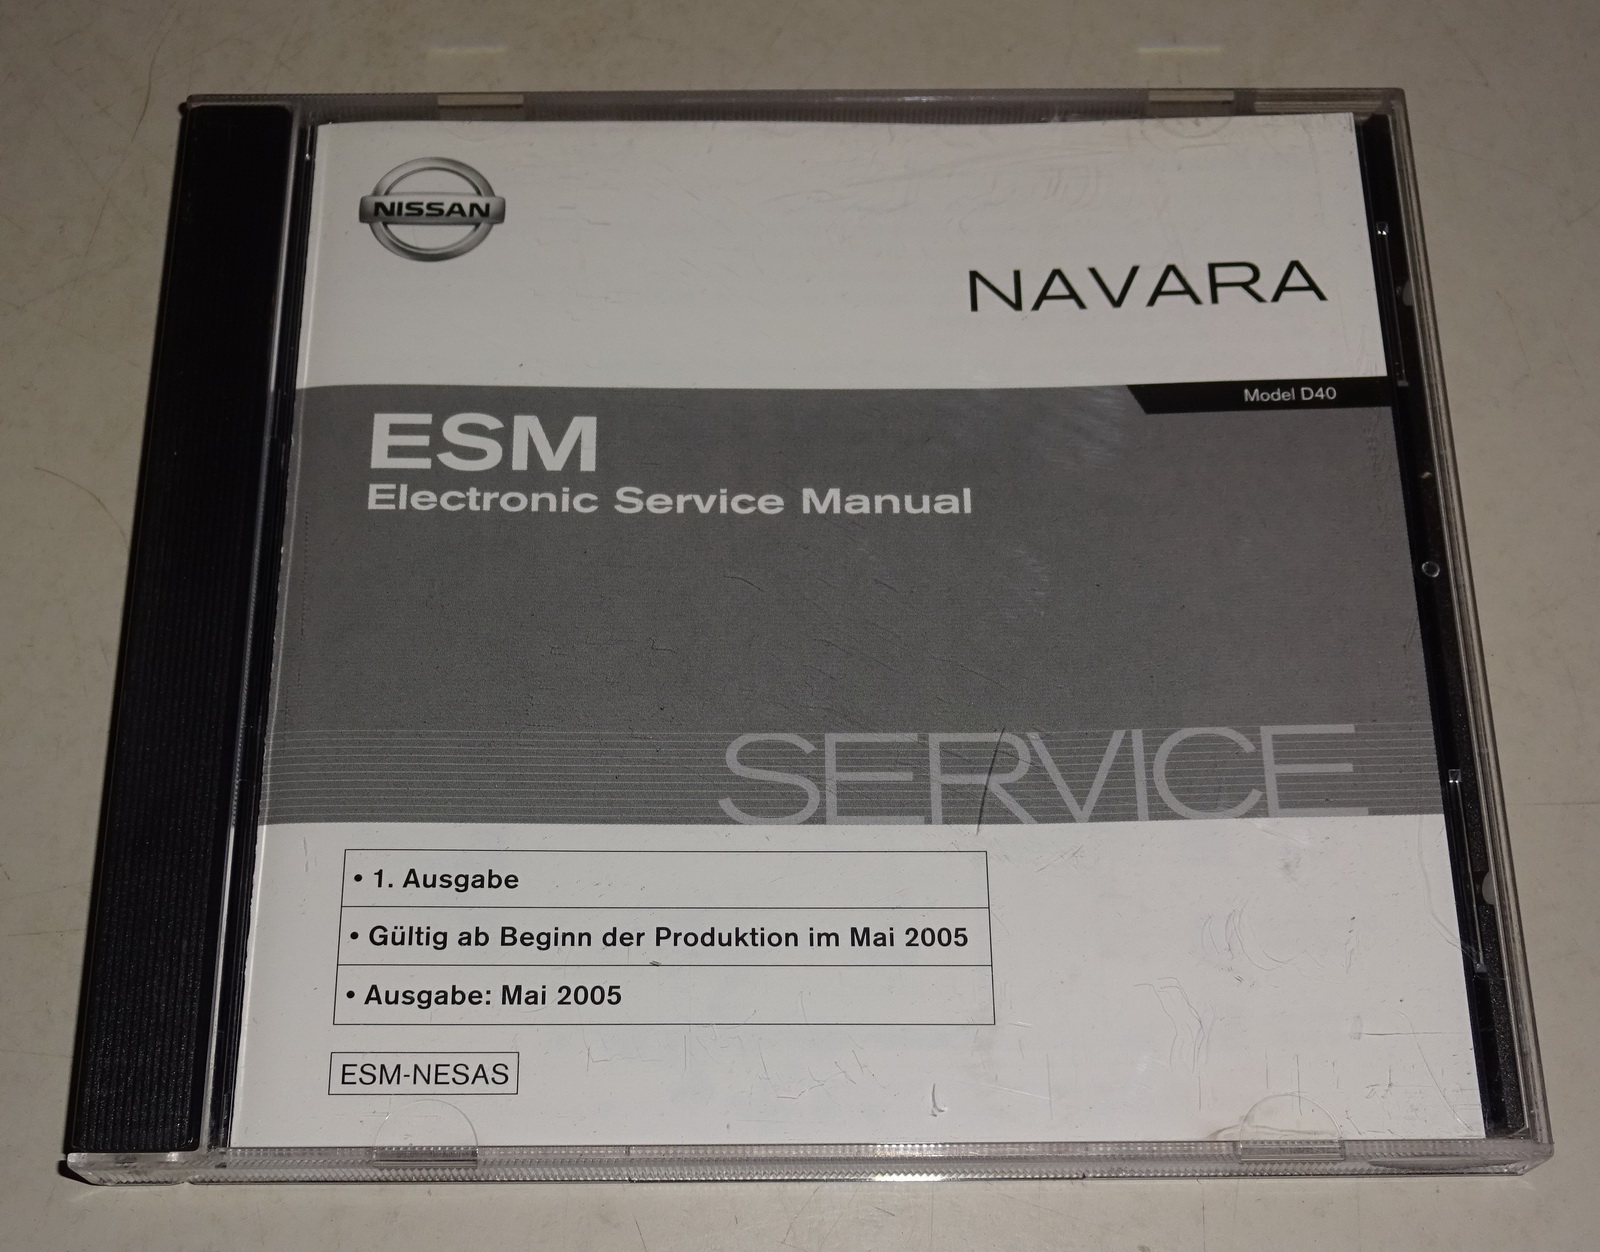 NISSAN
NAVARA
Model D40
ESM
Electronic Service Manual
SERVICE
• 1. Ausgabe
• Gültig ab Beginn der Produktion im Mai 2005
• Ausgabe: Mai 2005
ESM-NESAS